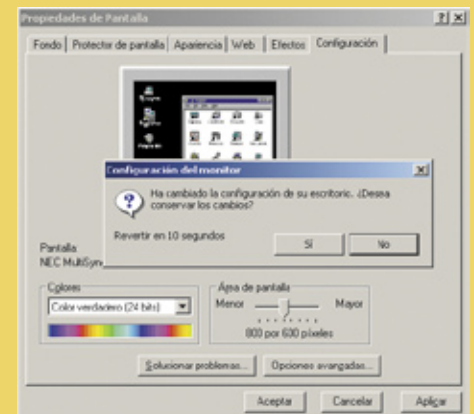 Propiedades de Pantalla
Fondo
Protector de pantalla
Apariencia
Web
Efectos
Configuración
Configuración del monitor
Ha cambiado la configuración de su escritorio. ¿Desea
conservar los cambios?
Revertir en 10 segundos
Sí
No
Pantalla:
NEC MultiSyn
Colores
Color verdadero (24 bits)
Área de pantalla
Menor
Mayor
800 por 600 píxeles
Solucionar problemas...
Opciones avanzadas...
Aceptar
Cancelar
Aplicar